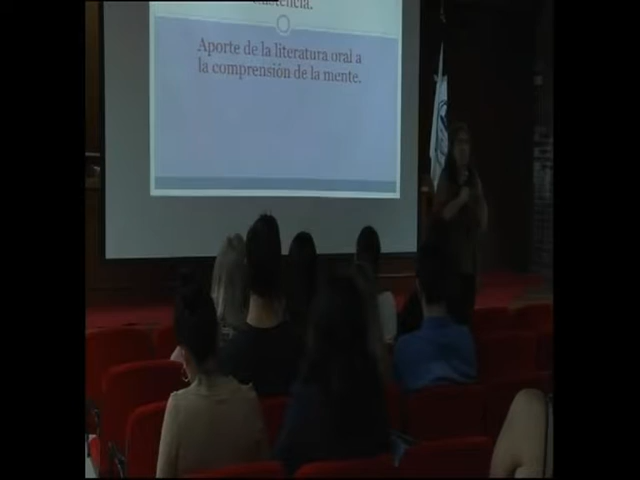 Aporte de la literatura oral a
la comprensión de la mente.